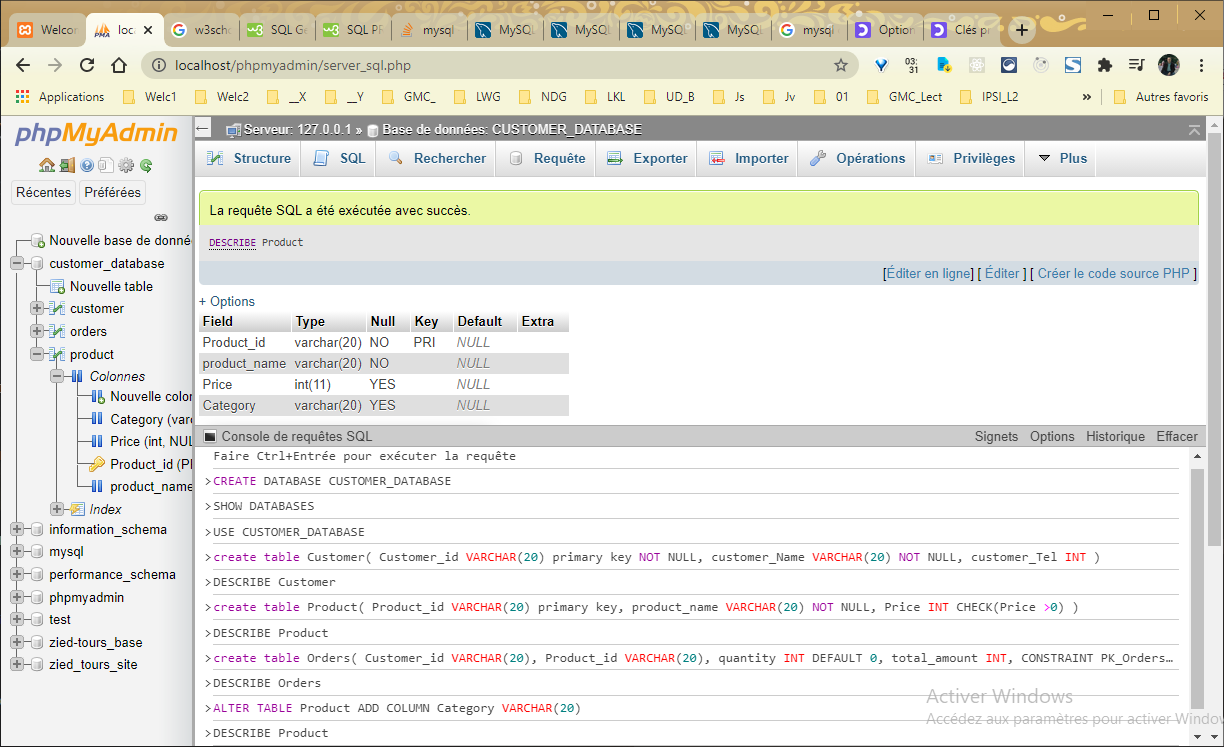 Welcor
loca
w3scho
SQL Ge
SQL PR
mysql
MySQL
MySQL
MySQL
MySQL
mysql
Option
Clés pr
localhost/phpmyadmin/server_sql.php
03:
31
Applications
Welc1
Welc2
__X
__Y
GMC_
LWG
NDG
LKL
UD_B
Js
Jv
01
GMC_Lect
IPSI_L2
»
Autres favoris
phpMyAdmin
Récentes
Préférées
Nouvelle base de donné
customer_database
Nouvelle table
customer
orders
product
Colonnes
Nouvelle colon
Category (varc
Price (int, NUL
Product_id (PI
product_name
Index
information_schema
mysql
performance_schema
phpmyadmin
test
zied-tours_base
zied_tours_site
Serveur: 127.0.0.1 » Base de données: CUSTOMER_DATABASE
Structure
SQL
Rechercher
Requête
Exporter
Importer
Opérations
Privilèges
Plus
La requête SQL a été exécutée avec succès.
DESCRIBE Product
[Éditer en ligne] [ Éditer ] [ Créer le code source PHP ]
+ Options
Field Type Null Key Default Extra
Product_id varchar(20) NO PRI NULL
product_name varchar(20) NO NULL
Price int(11) YES NULL
Category varchar(20) YES NULL
Console de requêtes SQL
Signets Options Historique Effacer
Faire Ctrl+Entrée pour exécuter la requête
>CREATE DATABASE CUSTOMER_DATABASE
>SHOW DATABASES
>USE CUSTOMER_DATABASE
>create table Customer( Customer_id VARCHAR(20) primary key NOT NULL, customer_Name VARCHAR(20) NOT NULL, customer_Tel INT )
>DESCRIBE Customer
>create table Product( Product_id VARCHAR(20) primary key, product_name VARCHAR(20) NOT NULL, Price INT CHECK(Price >0) )
>DESCRIBE Product
>create table Orders( Customer_id VARCHAR(20), Product_id VARCHAR(20), quantity INT DEFAULT 0, total_amount INT, CONSTRAINT PK_Orders…
>DESCRIBE Orders
>ALTER TABLE Product ADD COLUMN Category VARCHAR(20)
>DESCRIBE Product
Activer Windows
Accédez aux paramètres pour activer Window